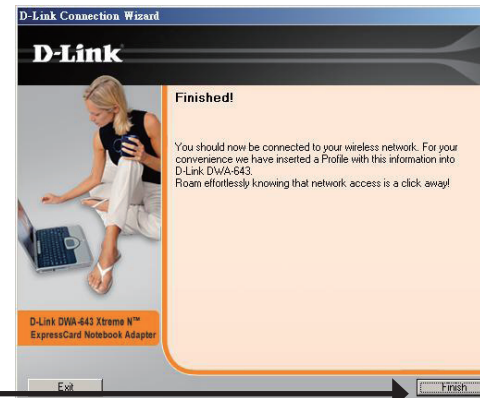 D-Link Connection Wizard
D-Link
Finished!
You should now be connected to your wireless network. For your
convenience we have inserted a Profile with this information into
D-Link DWA-643.
Roam effortlessly knowing that network access is a click away!
D-Link DWA-643 Xtreme N™
ExpressCard Notebook Adapter
Exit
Finish